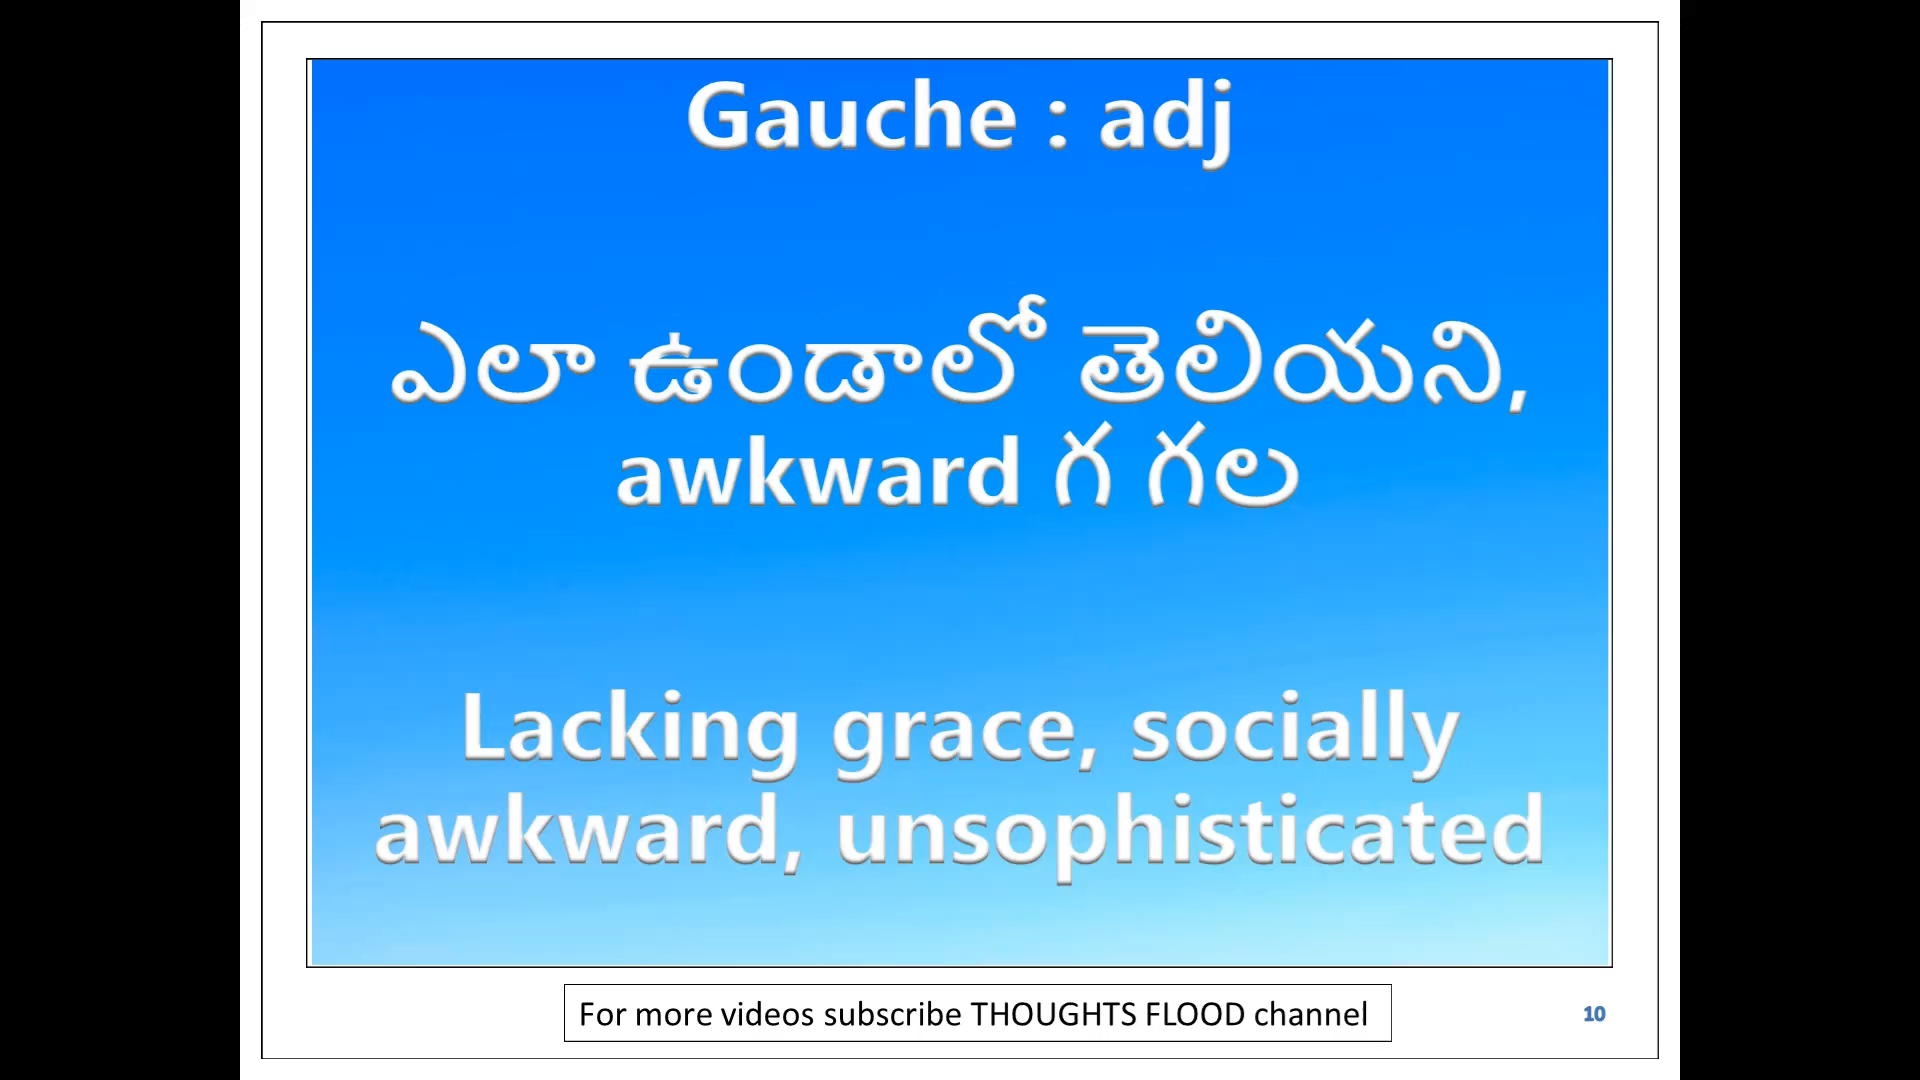 Gauche : adj
ఎలా ఉండాలో తెలియని,
awkward గ గల
Lacking grace, socially
awkward, unsophisticated
For more videos subscribe THOUGHTS FLOOD channel
10